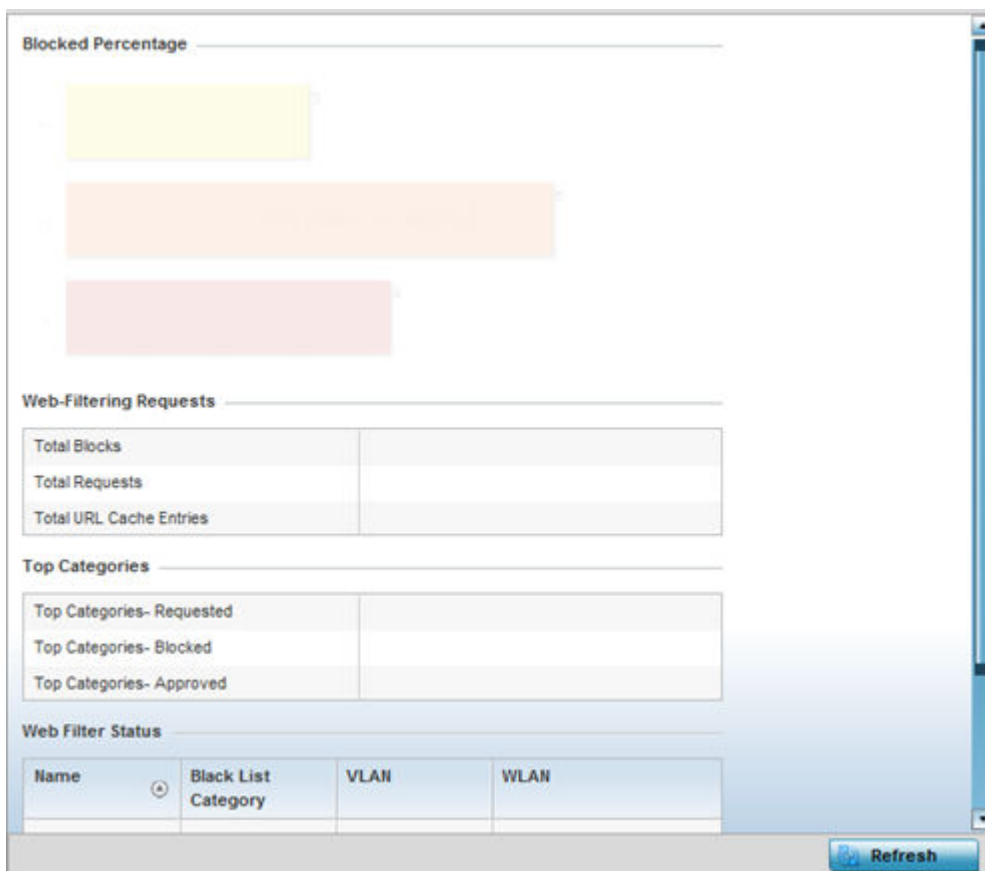 Blocked Percentage
Web-Filtering Requests
Total Blocks
Total Requests
Total URL Cache Entries
Top Categories
Top Categories- Requested
Top Categories- Blocked
Top Categories- Approved
Web Filter Status
Name
Black List
Category
VLAN
WLAN
Refresh